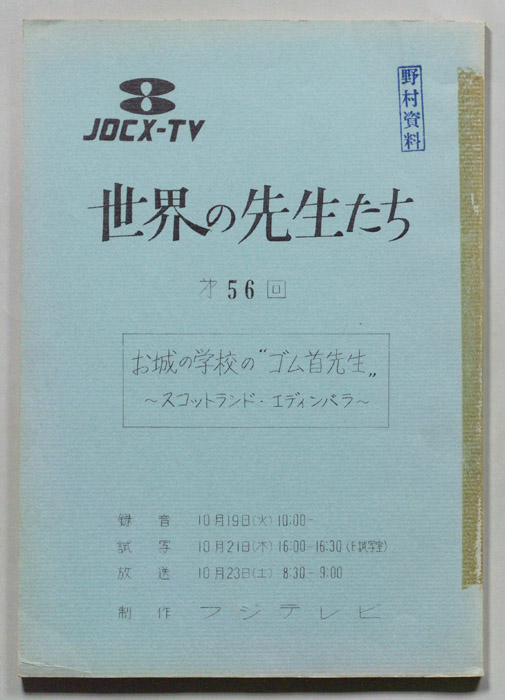 8
JOCX-TV
野村資料
世界の先生たち
才56回
お城の学校の“ゴム首先生„
~スコットランド・エディンバラ~
録音 10月19日(火) 10:00-
試写 10月21日(木) 16:00-16:30 (F試写室)
放送 10月23日(土) 8:30-9:00
制作 フジテレビ